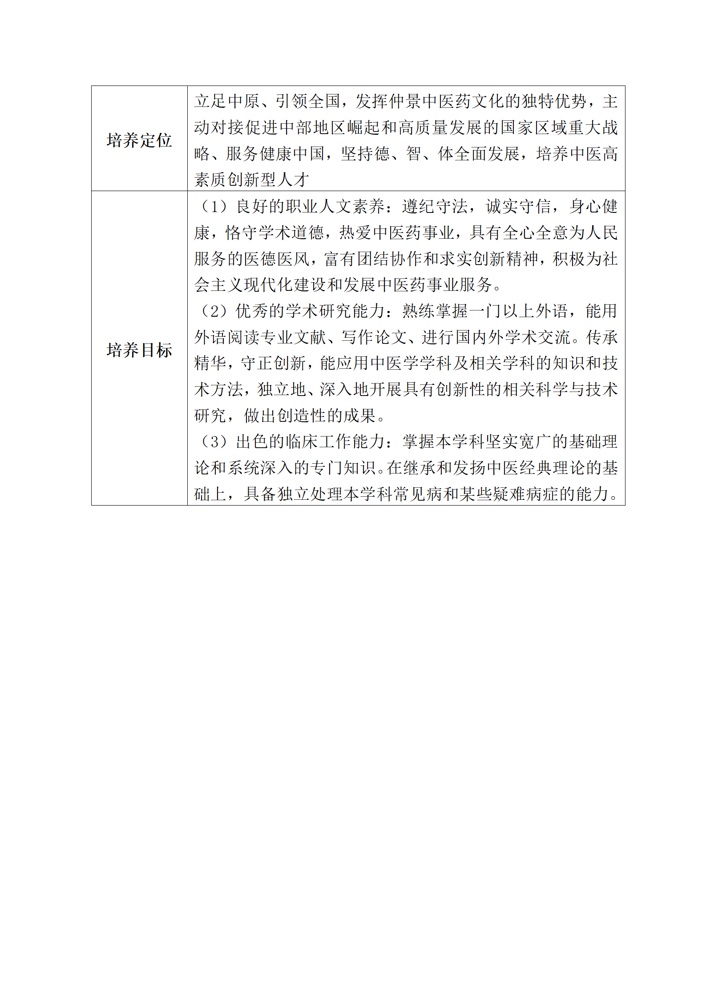 培养定位
立足中原、引领全国，发挥仲景中医药文化的独特优势，主
动对接促进中部地区崛起和高质量发展的国家区域重大战
略、服务健康中国，坚持德、智、体全面发展，培养中医高
素质创新型人才
培养目标
（1）良好的职业人文素养：遵纪守法，诚实守信，身心健
康，恪守学术道德，热爱中医药事业，具有全心全意为人民
服务的医德医风，富有团结协作和求实创新精神，积极为社
会主义现代化建设和发展中医药事业服务。
（2）优秀的学术研究能力：熟练掌握一门以上外语，能用
外语阅读专业文献、写作论文、进行国内外学术交流。传承
精华，守正创新，能应用中医学学科及相关学科的知识和技
术方法，独立地、深入地开展具有创新性的相关科学与技术
研究，做出创造性的成果。
（3）出色的临床工作能力：掌握本学科坚实宽广的基础理
论和系统深入的专门知识。在继承和发扬中医经典理论的基
础上，具备独立处理本学科常见病和某些疑难病症的能力。